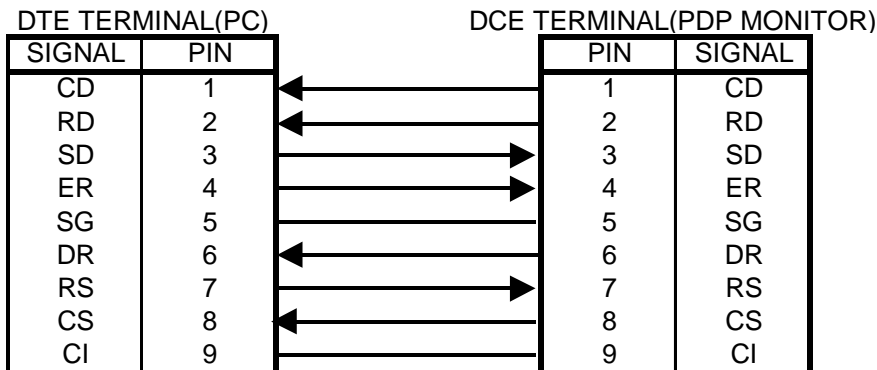 DTE TERMINAL(PC) DCE TERMINAL(PDP MONITOR)
SIGNAL PIN PIN SIGNAL
CD 1 1 CD
RD 2 2 RD
SD 3 3 SD
ER 4 4 ER
SG 5 5 SG
DR 6 6 DR
RS 7 7 RS
CS 8 8 CS
CI 9 9 CI